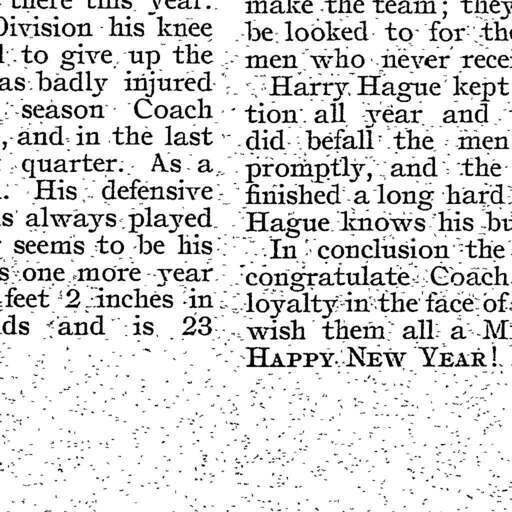 there this year.
Division his knee
to give up the
as badly injured
season Coach
, and in the last
quarter. As a
His defensive
s always played
seems to be his
s one more year
feet 2 inches in
ds and is 23
make the team; they
be looked to for the
men who never rece
Harry Hague kept
tion all year and
did befall the men
promptly, and the
finished a long hard
Hague knows his bu
In conclusion the
congratulate Coach
loyalty in the face of
wish them all a M
HAPPY NEW YEAR!